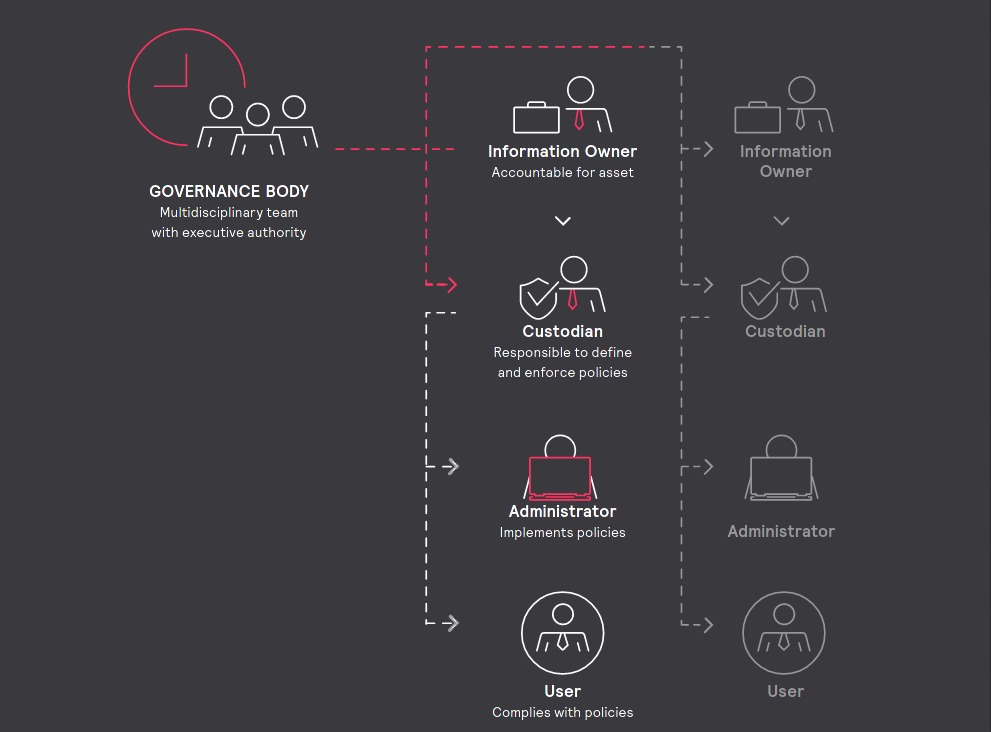 GOVERNANCE BODY
Multidisciplinary team
with executive authority
Information Owner
Accountable for asset
Custodian
Responsible to define
and enforce policies
Administrator
Implements policies
User
Complies with policies
Information
Owner
Custodian
Administrator
User